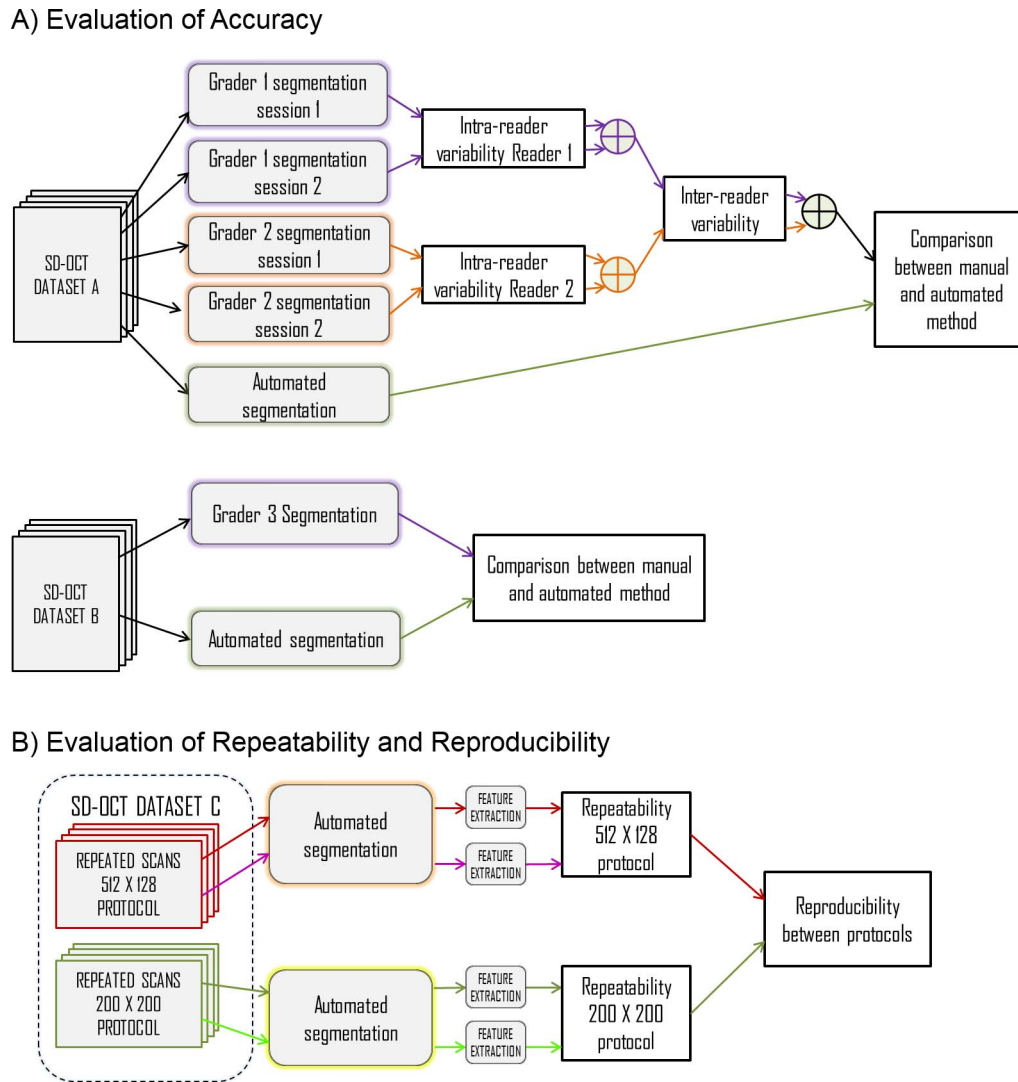 A) Evaluation of Accuracy
Grader 1 segmentation
session 1
Grader 1 segmentation
session 2
Grader 2 segmentation
session 1
Grader 2 segmentation
session 2
Automated
segmentation
SD-OCT
DATASET A
Intra-reader
variability Reader 1
Intra-reader
variability Reader 2
Inter-reader
variability
Comparison
between manual
and automated
method
SD-OCT
DATASET B
Grader 3 Segmentation
Automated segmentation
Comparison between manual
and automated method
B) Evaluation of Repeatability and Reproducibility
SD-OCT DATASET C
REPEATED SCANS
512 X 128
PROTOCOL
REPEATED SCANS
200 X 200
PROTOCOL
Automated
segmentation
Automated
segmentation
FEATURE
EXTRACTION
FEATURE
EXTRACTION
FEATURE
EXTRACTION
FEATURE
EXTRACTION
Repeatability
512 X 128
protocol
Repeatability
200 X 200
protocol
Reproducibility
between protocols